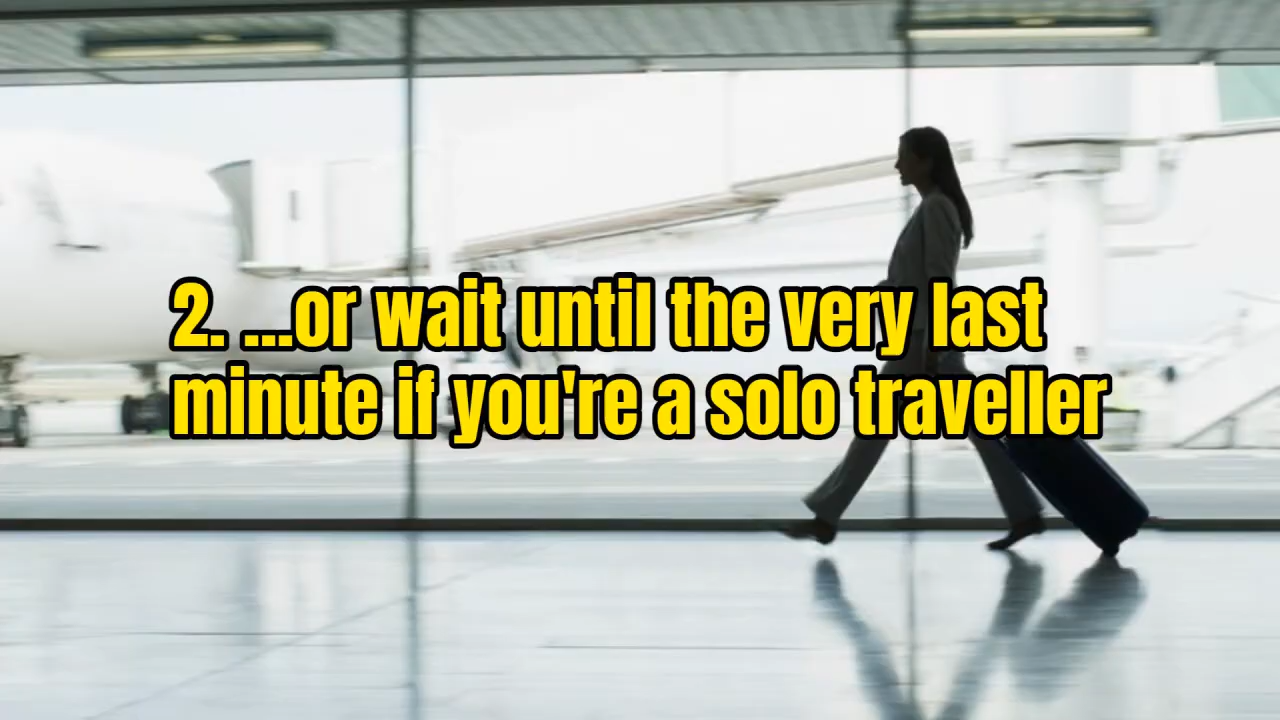 2. ...or wait until the very last
minute if you're a solo traveller